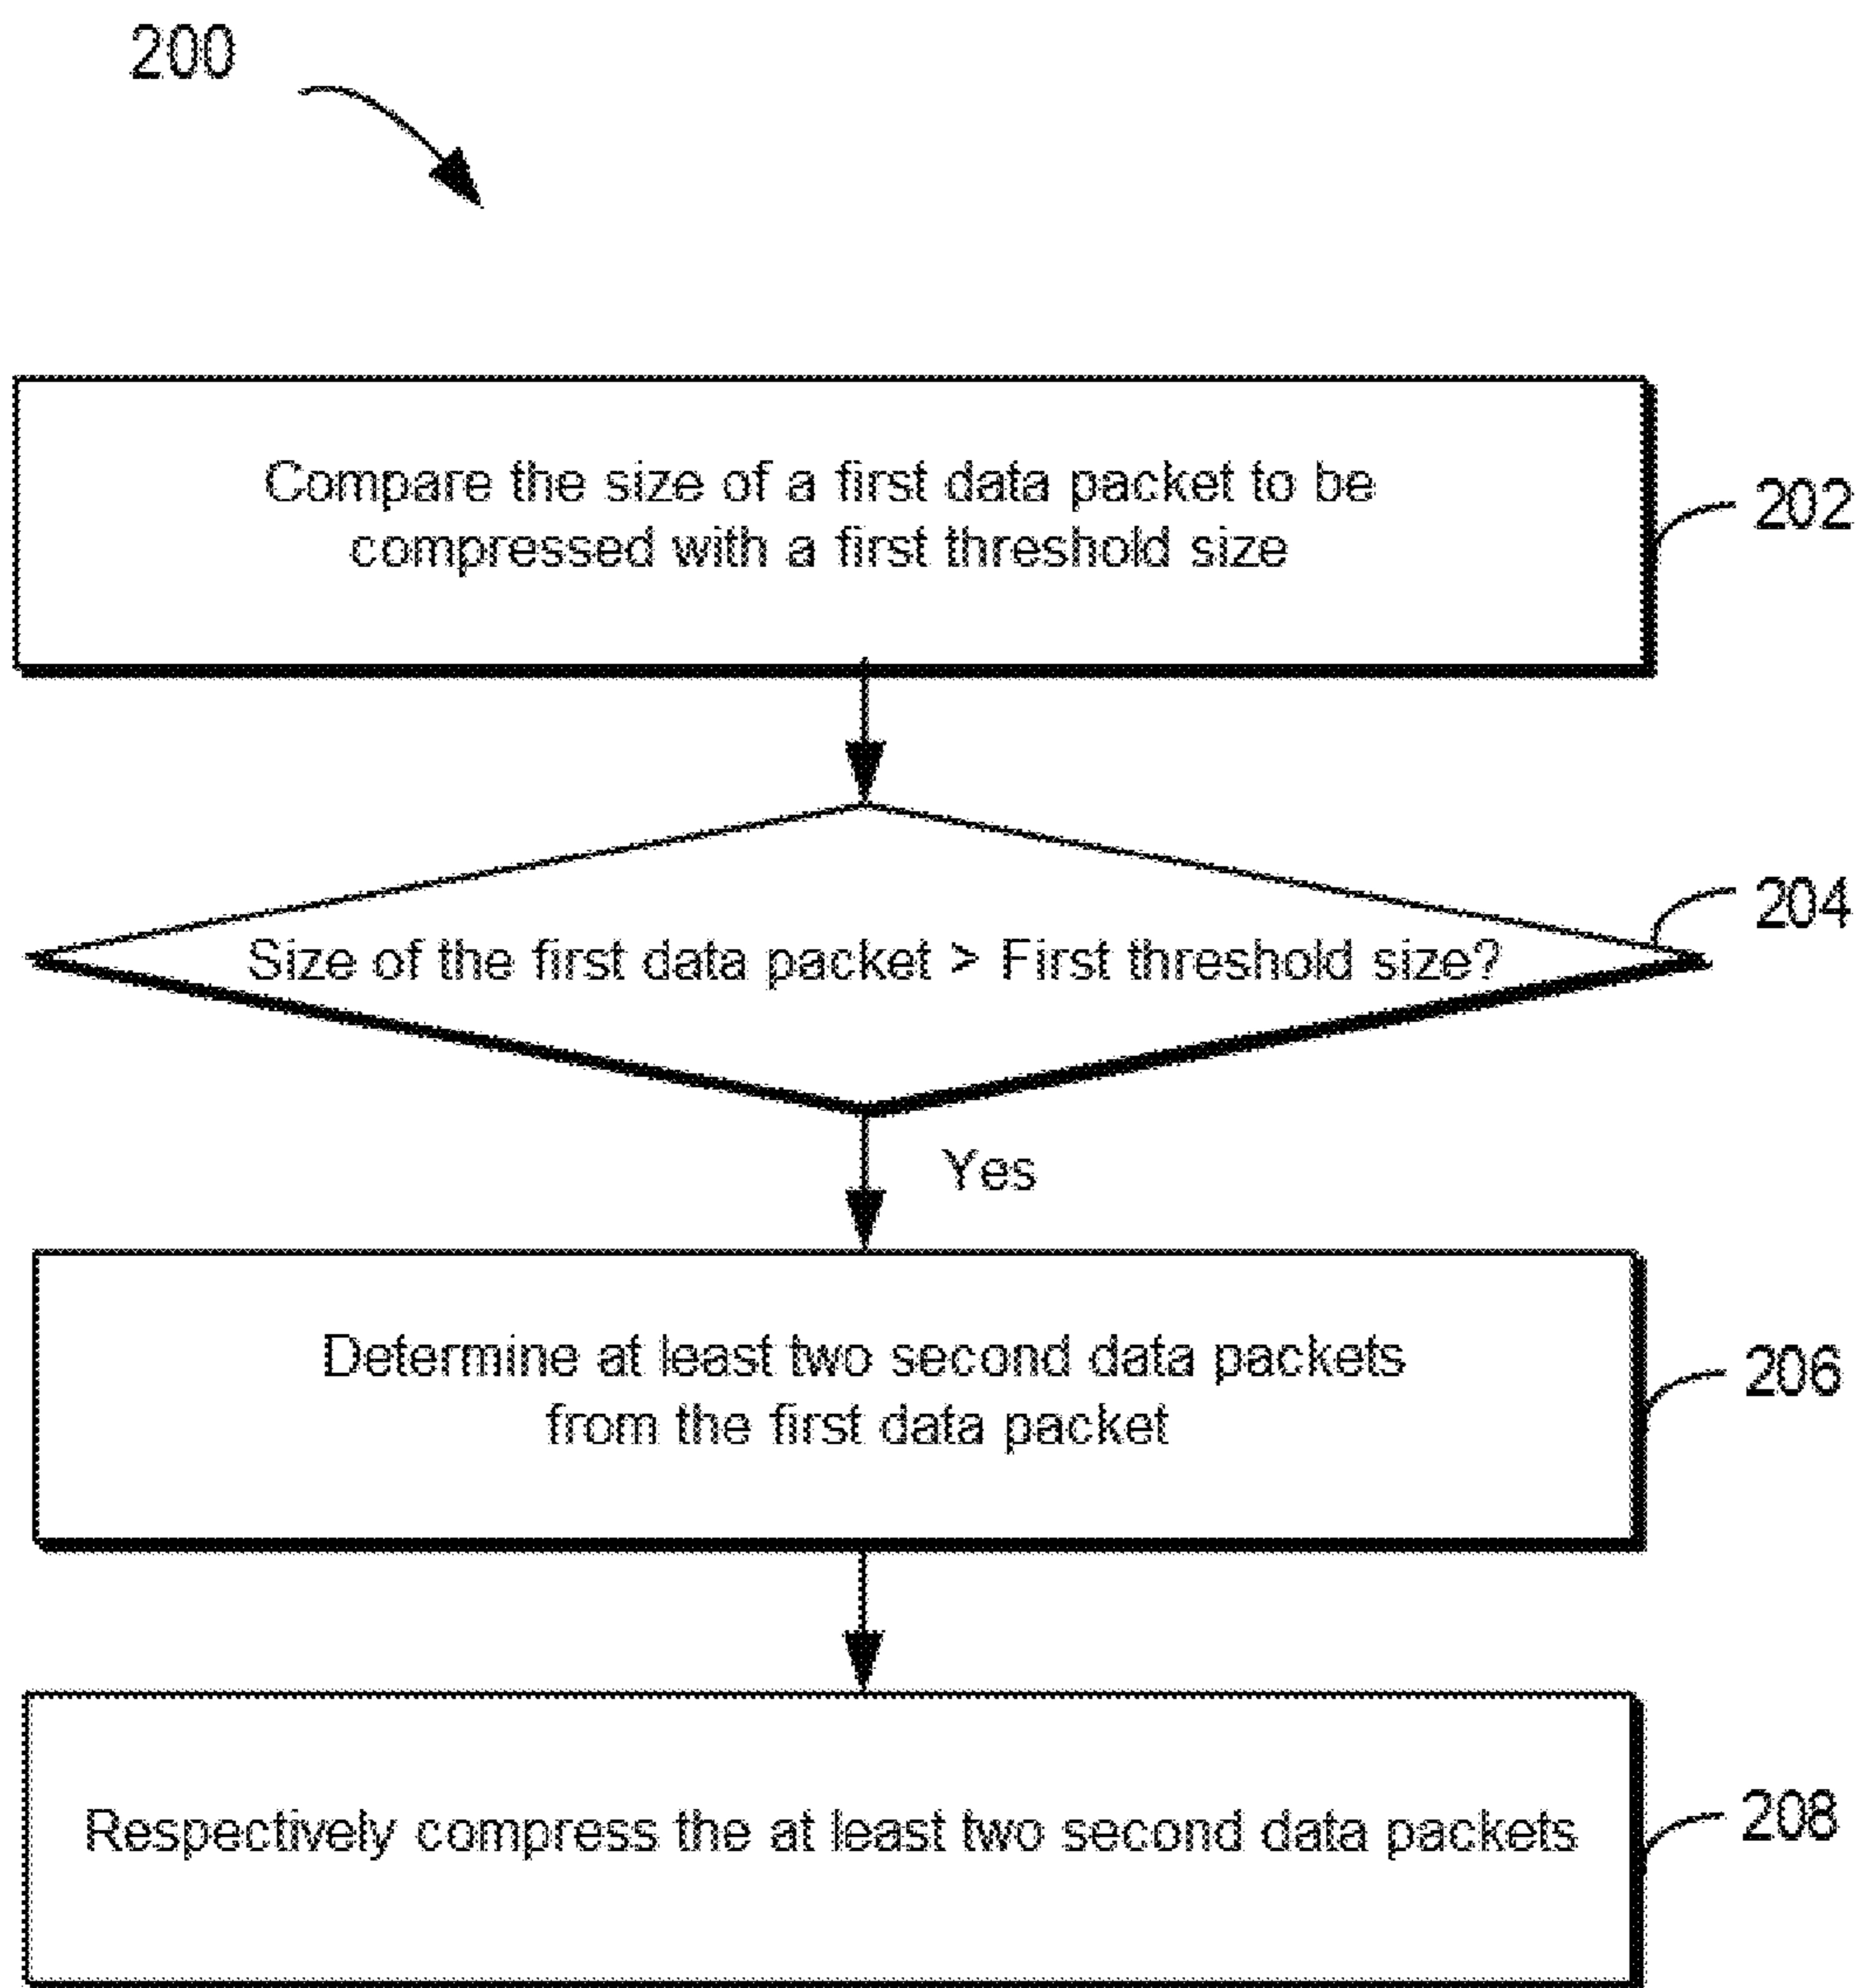 200
Compare the size of a first data packet to be
compressed with a first threshold size
202
Size of the first data packet > First threshold size?
204
Yes
Determine at least two second data packets
from the first data packet
206
Respectively compress the at least two second data packets
208